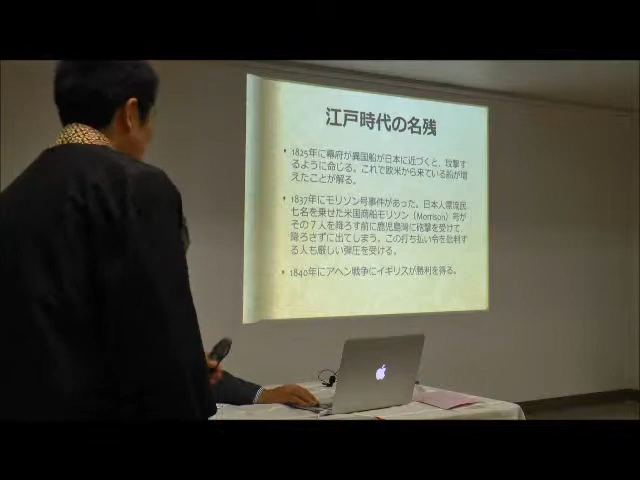 江戸時代の名残
• 1825年に幕府が異国船が日本に近づくと、攻撃す
るように命じる。これで欧米から来ている船が増
えたことが解る。
• 1837年にモリソン号事件があった。日本人漂流民
七名を乗せた米国商船モリソン（Morrison）号が
その７人を降ろす前に鹿児島湾に砲撃を受けて、
降ろさずに出てしまう。この打ち払い令を批判す
る人も厳しい弾圧を受ける。
• 1840年にアヘン戦争にイギリスが勝利を得る。